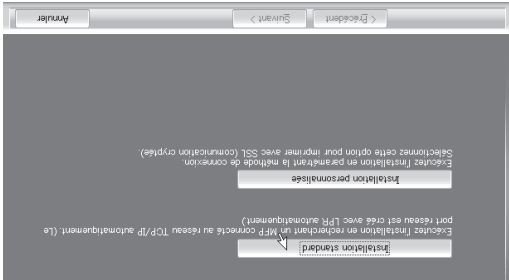 Installation standard
Exécutez l'installation en recherchant un MFP connecté au réseau TCP/IP automatiquement. (Le
port réseau est créé avec LPR automatiquement.)
Installation personnalisée
Exécutez l'installation en paramétrant la méthode de connexion.
Sélectionnez cette option pour imprimer avec SSL (communication cryptée).
< Précédent
Suivant >
Annuler